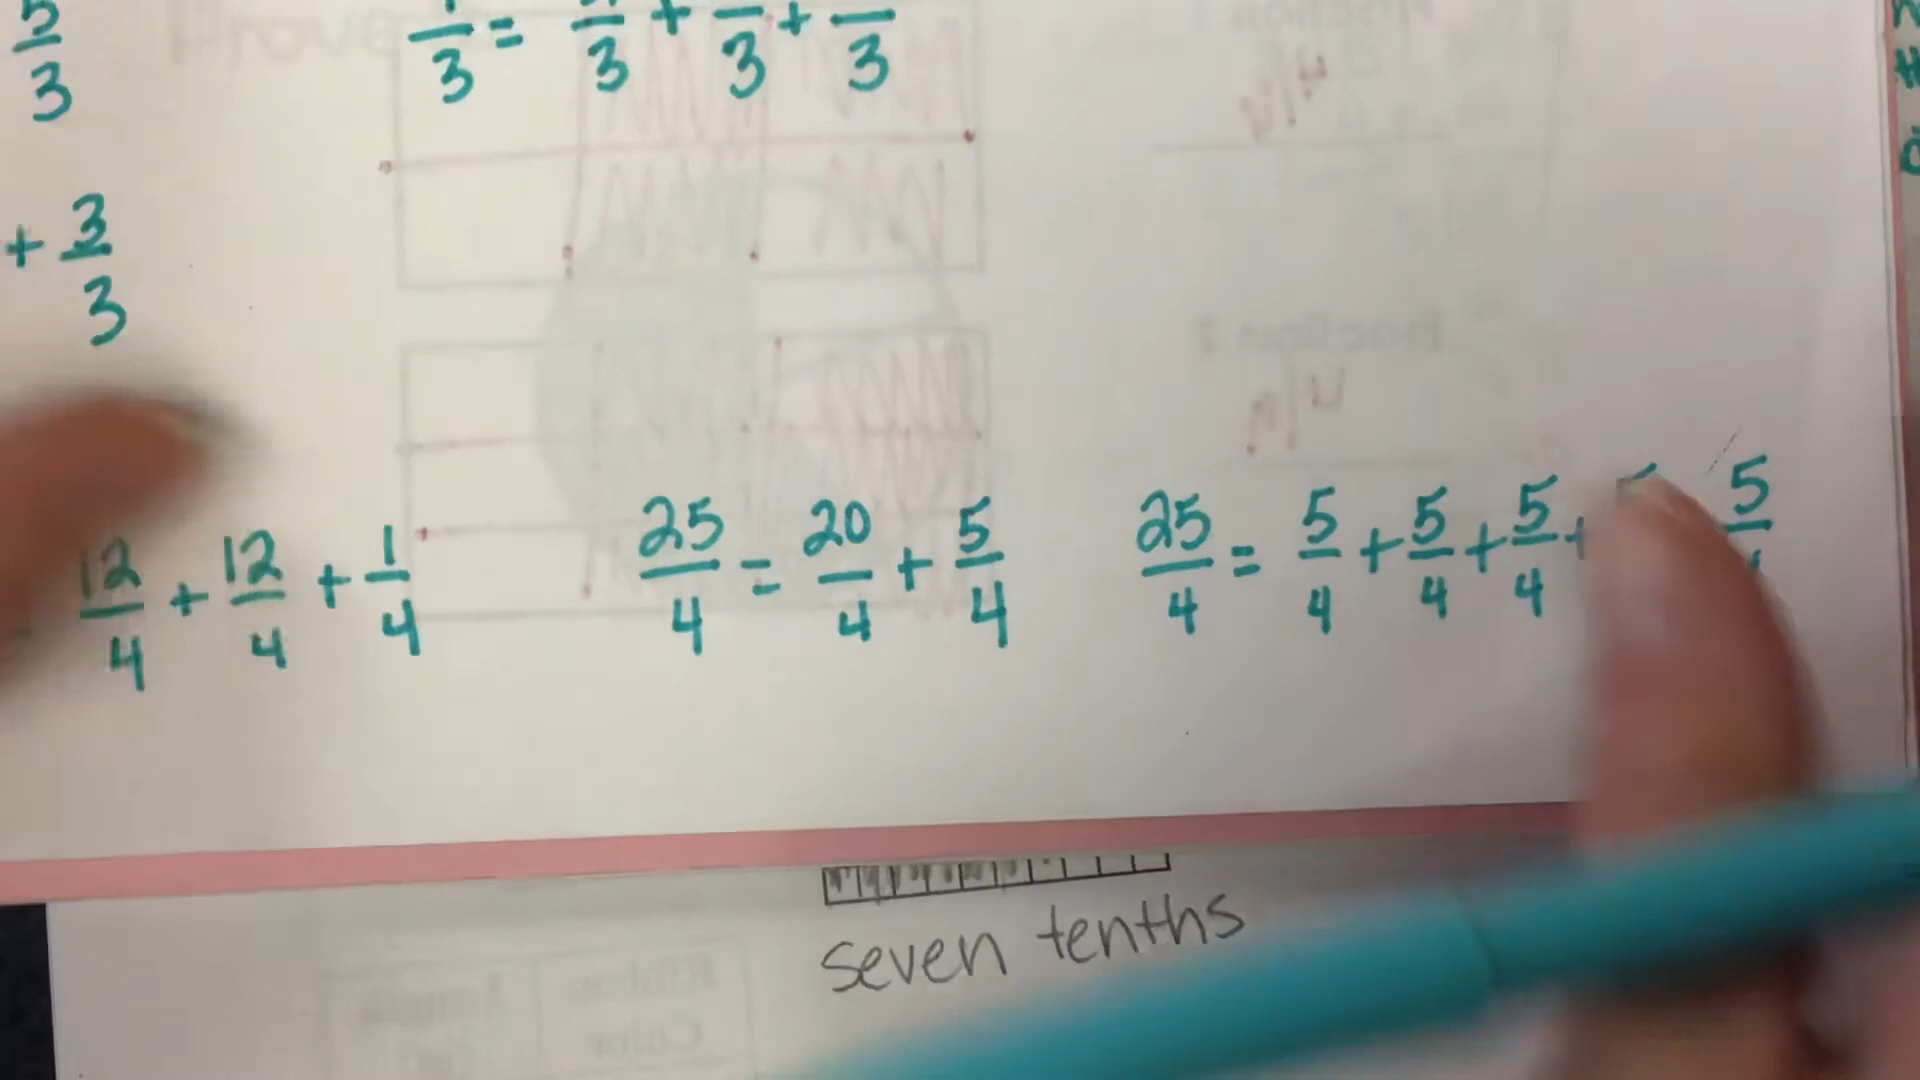 5/3
/3 = /3 + /3 + /3
+ 3/3
12/4 + 12/4 + 1/4
25/4 = 20/4 + 5/4
25/4 = 5/4 + 5/4 + 5/4 + 5
seven tenths